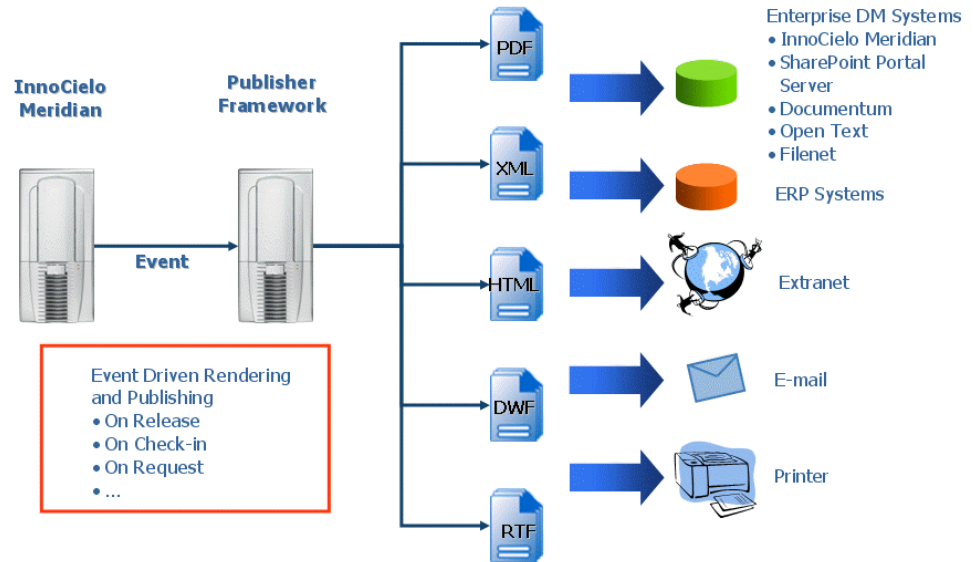 InnoCielo
Meridian
Publisher
Framework
Event
Event Driven Rendering
and Publishing
• On Release
• On Check-in
• On Request
• ...
PDF
XML
HTML
DWF
RTF
Enterprise DM Systems
• InnoCielo Meridian
• SharePoint Portal
Server
• Documentum
• Open Text
• Filenet
ERP Systems
Extranet
E-mail
Printer